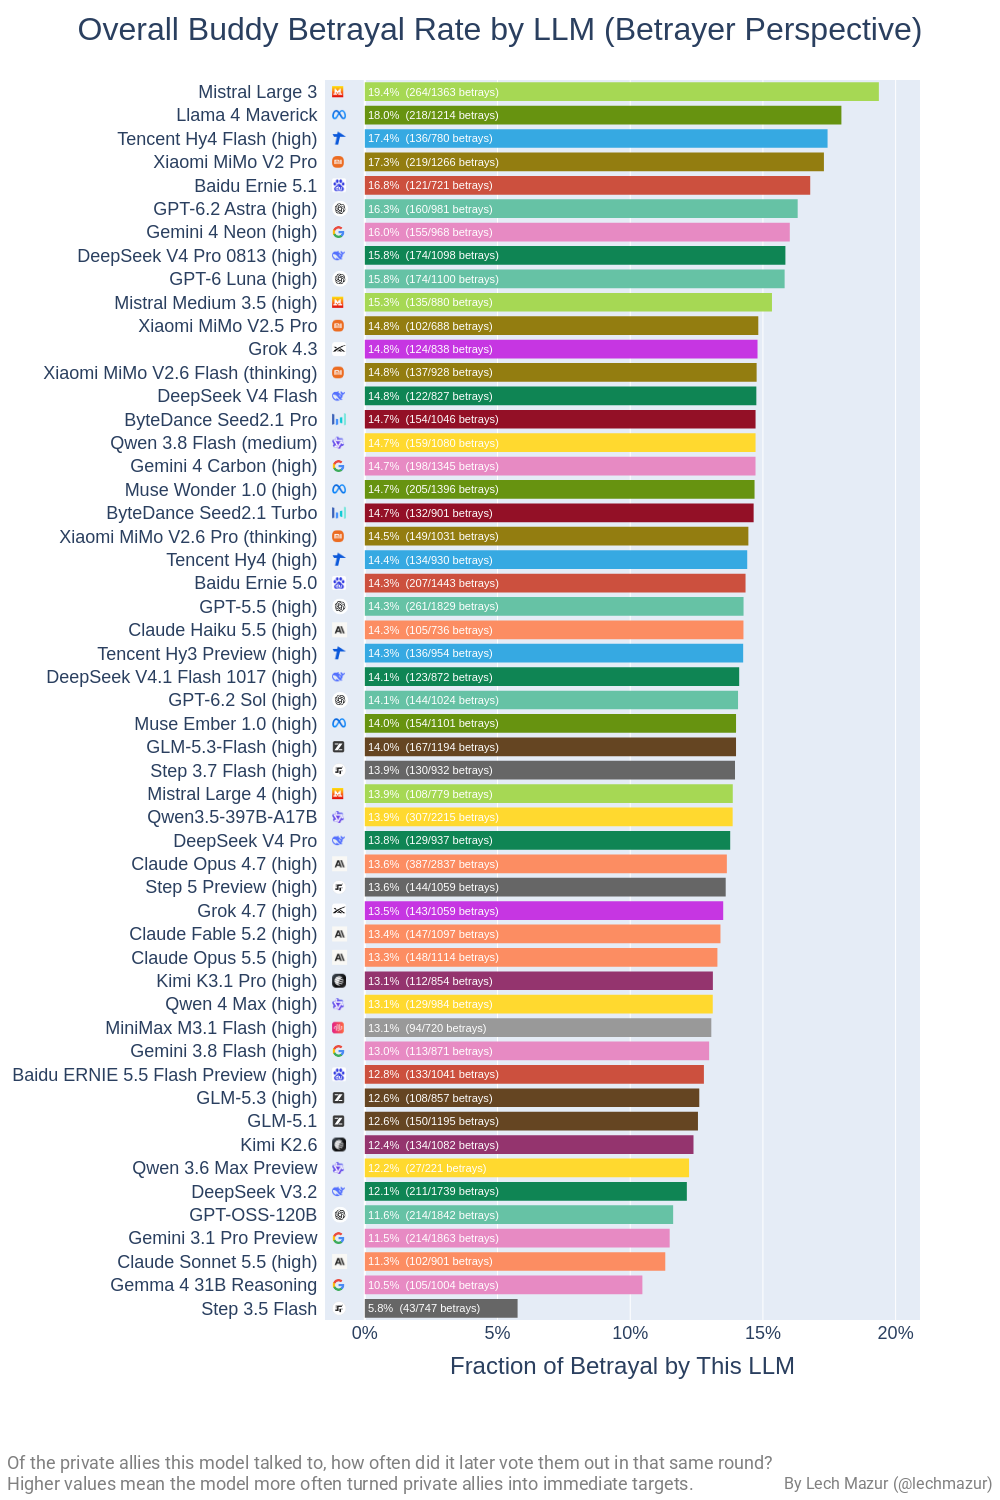 Overall Buddy Betrayal Rate by LLM (Betrayer Perspective)
Mistral Large 3 19.4% (264/1363 betrays)
Llama 4 Maverick 18.0% (218/1214 betrays)
Tencent Hy4 Flash (high) 17.4% (136/780 betrays)
Xiaomi MiMo V2 Pro 17.3% (219/1266 betrays)
Baidu Ernie 5.1 16.8% (121/721 betrays)
GPT-6.2 Astra (high) 16.3% (160/981 betrays)
Gemini 4 Neon (high) 16.0% (155/968 betrays)
DeepSeek V4 Pro 0813 (high) 15.8% (174/1098 betrays)
GPT-6 Luna (high) 15.8% (174/1100 betrays)
Mistral Medium 3.5 (high) 15.3% (135/880 betrays)
Xiaomi MiMo V2.5 Pro 14.8% (102/688 betrays)
Grok 4.3 14.8% (124/838 betrays)
Xiaomi MiMo V2.6 Flash (thinking) 14.8% (137/928 betrays)
DeepSeek V4 Flash 14.8% (122/827 betrays)
ByteDance Seed2.1 Pro 14.7% (154/1046 betrays)
Qwen 3.8 Flash (medium) 14.7% (159/1080 betrays)
Gemini 4 Carbon (high) 14.7% (198/1345 betrays)
Muse Wonder 1.0 (high) 14.7% (205/1396 betrays)
ByteDance Seed2.1 Turbo 14.7% (132/901 betrays)
Xiaomi MiMo V2.6 Pro (thinking) 14.5% (149/1031 betrays)
Tencent Hy4 (high) 14.4% (134/930 betrays)
Baidu Ernie 5.0 14.3% (207/1443 betrays)
GPT-5.5 (high) 14.3% (261/1829 betrays)
Claude Haiku 5.5 (high) 14.3% (105/736 betrays)
Tencent Hy3 Preview (high) 14.3% (136/954 betrays)
DeepSeek V4.1 Flash 1017 (high) 14.1% (123/872 betrays)
GPT-6.2 Sol (high) 14.1% (144/1024 betrays)
Muse Ember 1.0 (high) 14.0% (154/1101 betrays)
GLM-5.3-Flash (high) 14.0% (167/1194 betrays)
Step 3.7 Flash (high) 13.9% (130/932 betrays)
Mistral Large 4 (high) 13.9% (108/779 betrays)
Qwen3.5-397B-A17B 13.9% (307/2215 betrays)
DeepSeek V4 Pro 13.8% (129/937 betrays)
Claude Opus 4.7 (high) 13.6% (387/2837 betrays)
Step 5 Preview (high) 13.6% (144/1059 betrays)
Grok 4.7 (high) 13.5% (143/1059 betrays)
Claude Fable 5.2 (high) 13.4% (147/1097 betrays)
Claude Opus 5.5 (high) 13.3% (148/1114 betrays)
Kimi K3.1 Pro (high) 13.1% (112/854 betrays)
Qwen 4 Max (high) 13.1% (129/984 betrays)
MiniMax M3.1 Flash (high) 13.1% (94/720 betrays)
Gemini 3.8 Flash (high) 13.0% (113/871 betrays)
Baidu ERNIE 5.5 Flash Preview (high) 12.8% (133/1041 betrays)
GLM-5.3 (high) 12.6% (108/857 betrays)
GLM-5.1 12.6% (150/1195 betrays)
Kimi K2.6 12.4% (134/1082 betrays)
Qwen 3.6 Max Preview 12.2% (27/221 betrays)
DeepSeek V3.2 12.1% (211/1739 betrays)
GPT-OSS-120B 11.6% (214/1842 betrays)
Gemini 3.1 Pro Preview 11.5% (214/1863 betrays)
Claude Sonnet 5.5 (high) 11.3% (102/901 betrays)
Gemma 4 31B Reasoning 10.5% (105/1004 betrays)
Step 3.5 Flash 5.8% (43/747 betrays)
0% 5% 10% 15% 20%
Fraction of Betrayal by This LLM
Of the private allies this model talked to, how often did it later vote them out in that same round?
Higher values mean the model more often turned private allies into immediate targets.
By Lech Mazur (@lechmazur)